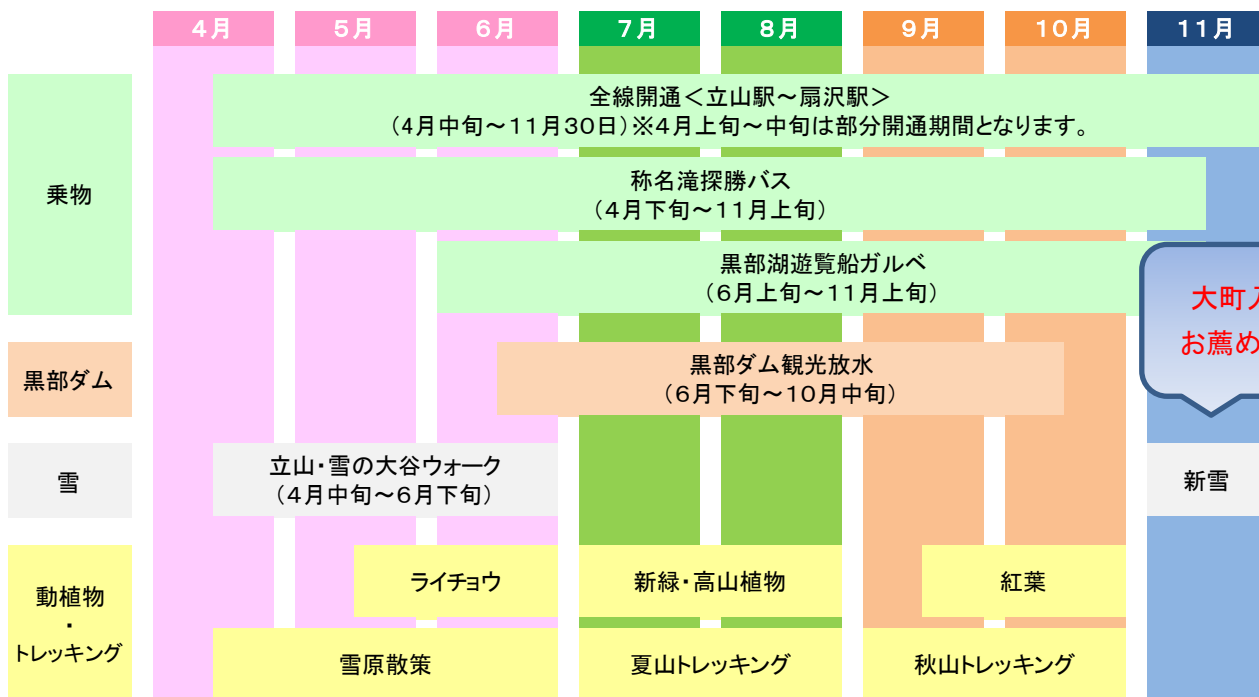 4月
5月
6月
7月
8月
9月
10月
11月
乗物
全線開通<立山駅~扇沢駅>
(4月中旬~11月30日)※4月上旬~中旬は部分開通期間となります。
称名滝探勝バス
(4月下旬~11月上旬)
黒部湖遊覧船ガルベ
(6月上旬~11月上旬)
大町
お薦め
黒部ダム
黒部ダム観光放水
(6月下旬~10月中旬)
雪
立山・雪の大谷ウォーク
(4月中旬~6月下旬)
新雪
動植物
・
トレッキング
ライチョウ
新緑・高山植物
紅葉
雪原散策
夏山トレッキング
秋山トレッキング